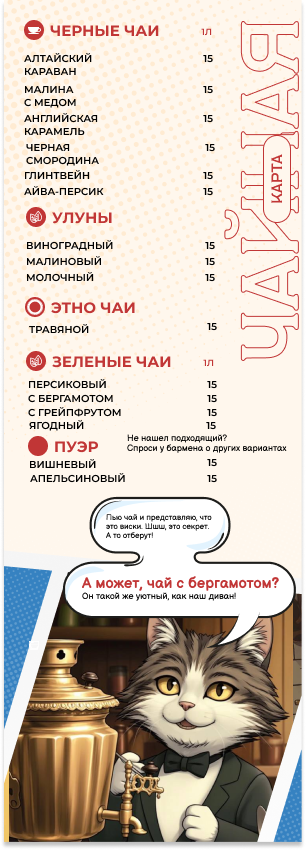 ЧАЙНАЯ
КАРТА
ЧЕРНЫЕ ЧАИ 1Л
АЛТАЙСКИЙ 15
КАРАВАН
МАЛИНА 15
С МЕДОМ
АНГЛИЙСКАЯ 15
КАРАМЕЛЬ
ЧЕРНАЯ 15
СМОРОДИНА
ГЛИНТВЕЙН 15
АЙВА-ПЕРСИК 15
УЛУНЫ
ВИНОГРАДНЫЙ 15
МАЛИНОВЫЙ 15
МОЛОЧНЫЙ 15
ЭТНО ЧАИ
ТРАВЯНОЙ 15
ЗЕЛЕНЫЕ ЧАИ 1Л
ПЕРСИКОВЫЙ 15
С БЕРГАМОТОМ 15
С ГРЕЙПФРУТОМ 15
ЯГОДНЫЙ 15
ПУЭР
Не нашел подходящий?
Спроси у бармена о других вариантах
ВИШНЕВЫЙ 15
АПЕЛЬСИНОВЫЙ 15
Пью чай и представляю, что
это виски. Шшш, это секрет.
А то отберут!
А может, чай с бергамотом?
Он такой же уютный, как наш диван!